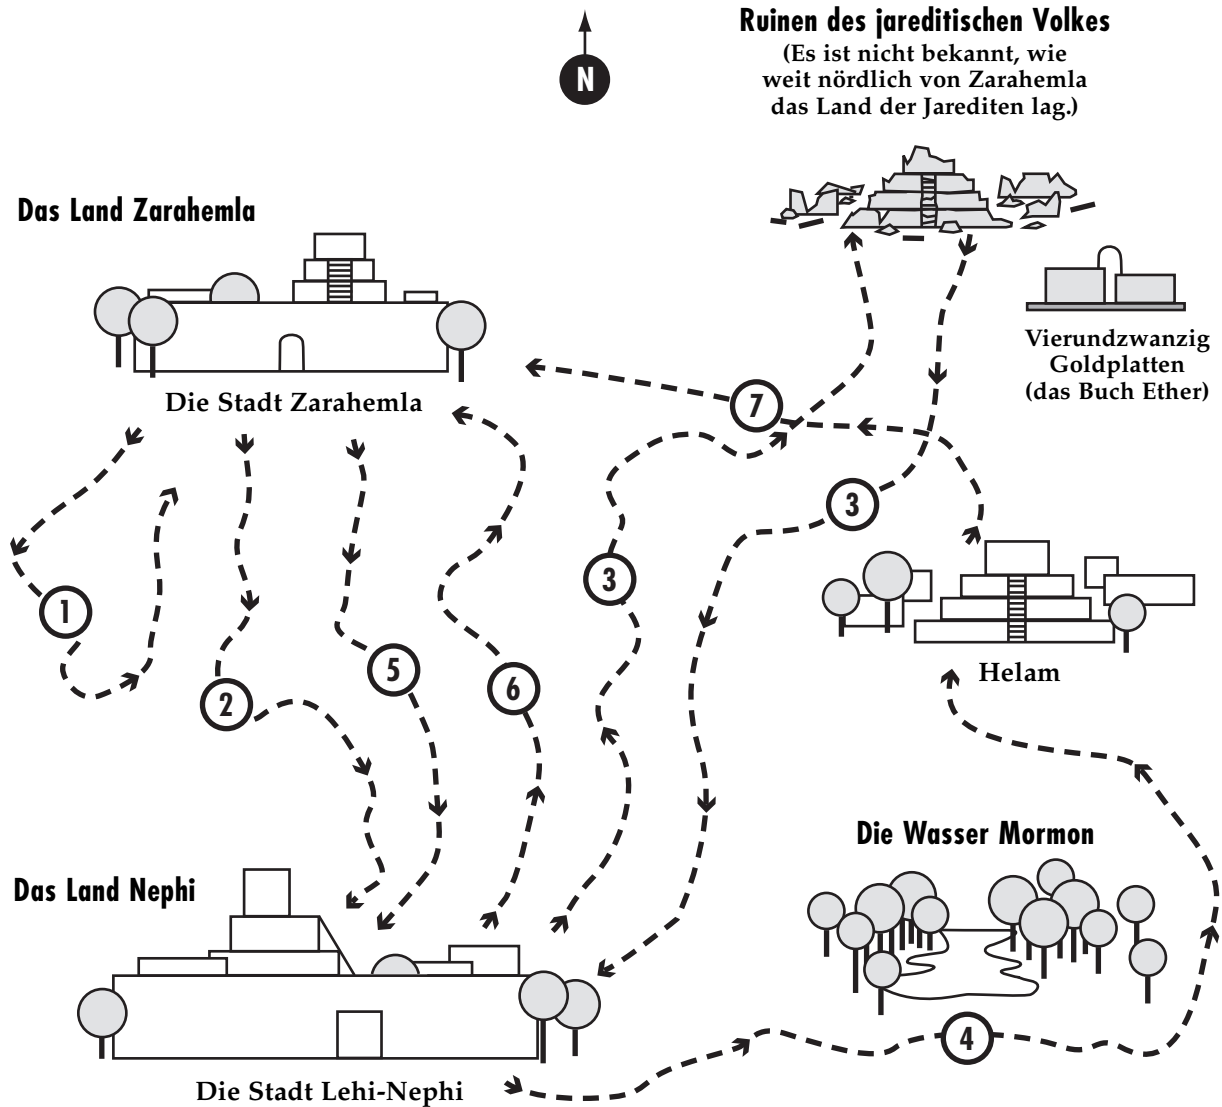 Ruinen des jareditischen Volkes
(Es ist nicht bekannt, wie
weit nördlich von Zarahemla
das Land der Jarediten lag.)
N
Das Land Zarahemla
Vierundzwanzig
Goldplatten
(das Buch Ether)
Die Stadt Zarahemla
7
3
3
1
2
5
6
Helam
Die Wasser Mormon
Das Land Nephi
4
Die Stadt Lehi-Nephi